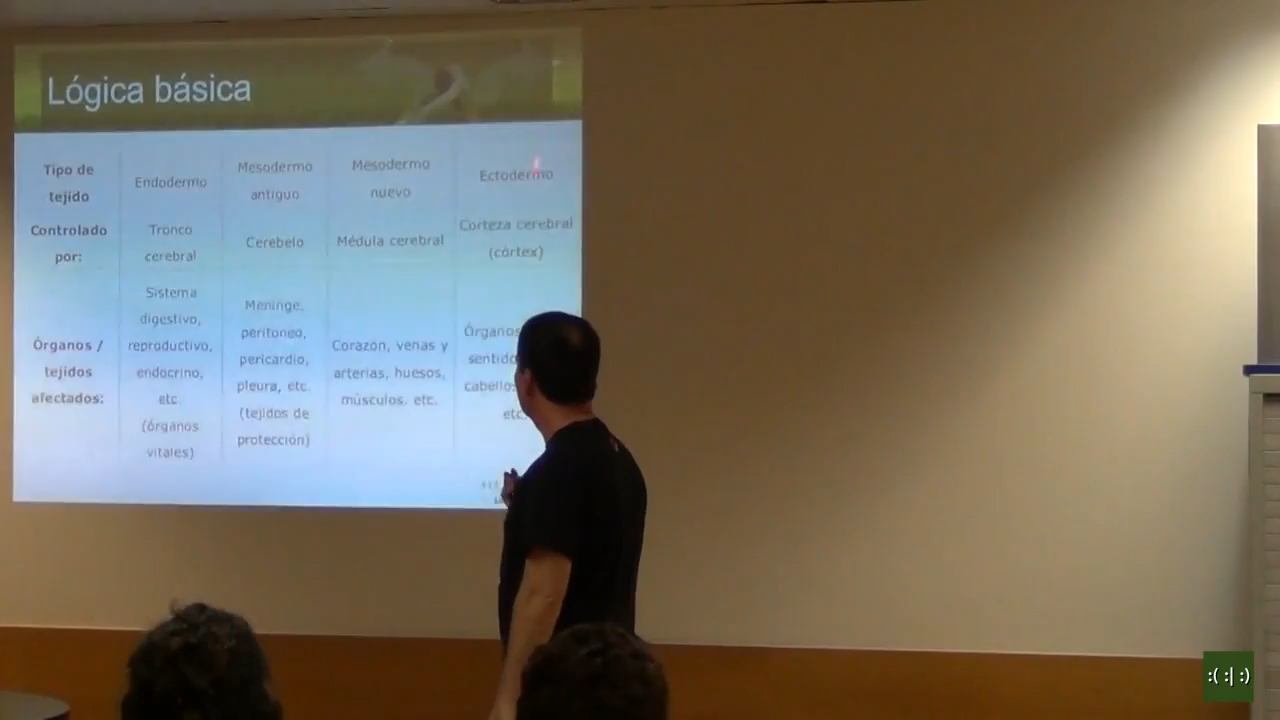 Lógica básica
Tipo de
tejido
Endodermo
Mesodermo
antiguo
Mesodermo
nuevo
Ectodermo
Controlado
por:
Tronco
cerebral
Cerebelo
Médula cerebral
Corteza cerebral
(córtex)
Órganos /
tejidos
afectados:
Sistema
digestivo,
reproductivo,
endocrino,
etc.
(órganos
vitales)
Meninge,
peritoneo,
pericardio,
pleura, etc.
(tejidos de
protección)
Corazón, venas y
arterias, huesos,
músculos, etc.
Órganos
sentido
cabello
etc.
:( :| :)